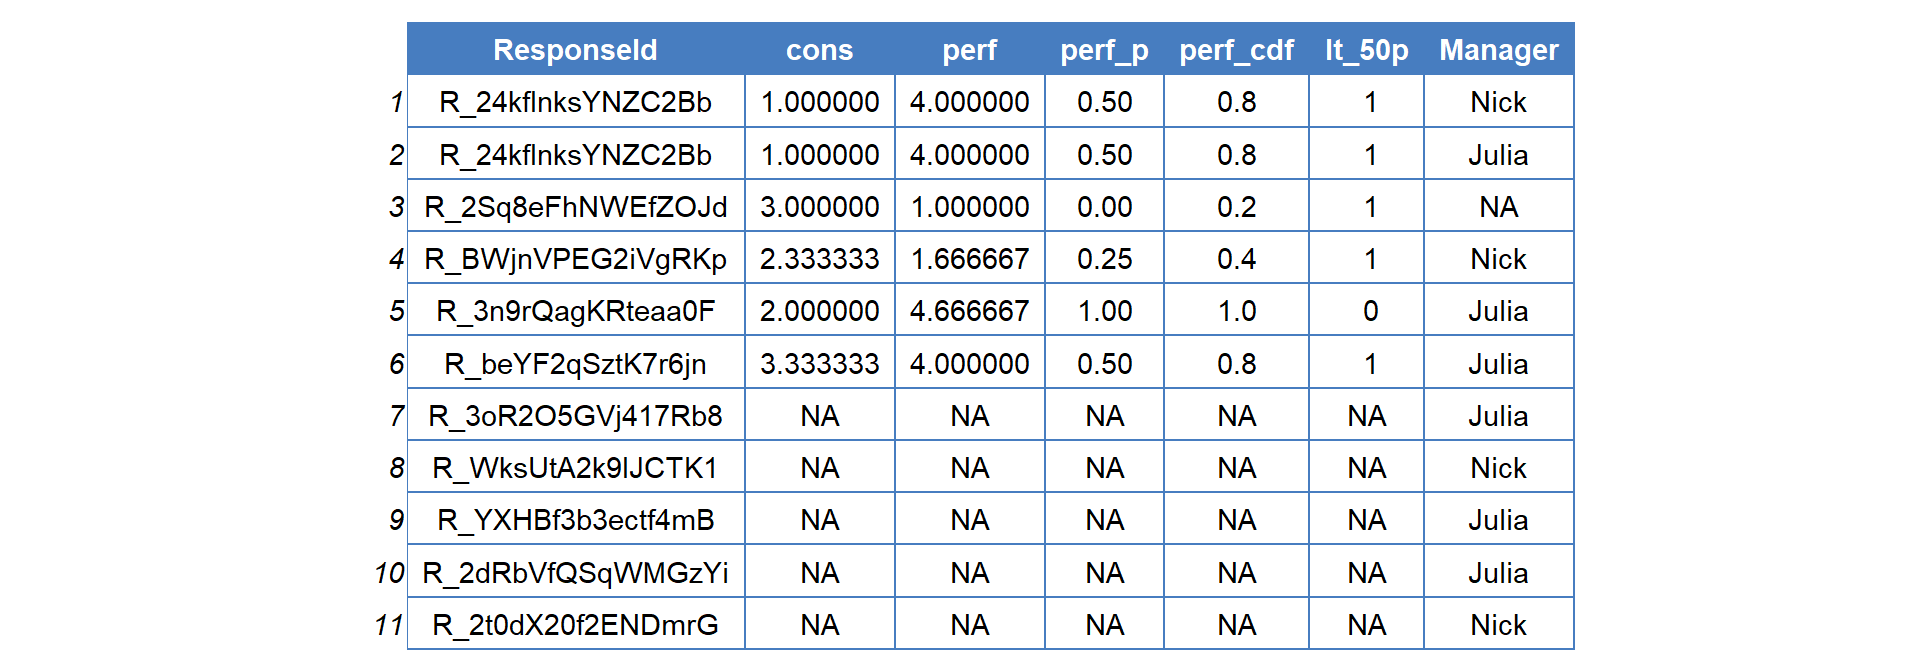 ResponseId cons perf perf_p perf_cdf lt_50p Manager
1 R_24kflnksYNZC2Bb 1.000000 4.000000 0.50 0.8 1 Nick
2 R_24kflnksYNZC2Bb 1.000000 4.000000 0.50 0.8 1 Julia
3 R_2Sq8eFhNWEfZOJd 3.000000 1.000000 0.00 0.2 1 NA
4 R_BWjnVPEG2iVgRKp 2.333333 1.666667 0.25 0.4 1 Nick
5 R_3n9rQagKRteaa0F 2.000000 4.666667 1.00 1.0 0 Julia
6 R_beYF2qSztK7r6jn 3.333333 4.000000 0.50 0.8 1 Julia
7 R_3oR2O5GVj417Rb8 NA NA NA NA NA Julia
8 R_WksUtA2k9lJCTK1 NA NA NA NA NA Nick
9 R_YXHBf3b3ectf4mB NA NA NA NA NA Julia
10 R_2dRbVfQSqWMGzYi NA NA NA NA NA Julia
11 R_2t0dX20f2ENDmrG NA NA NA NA NA Nick